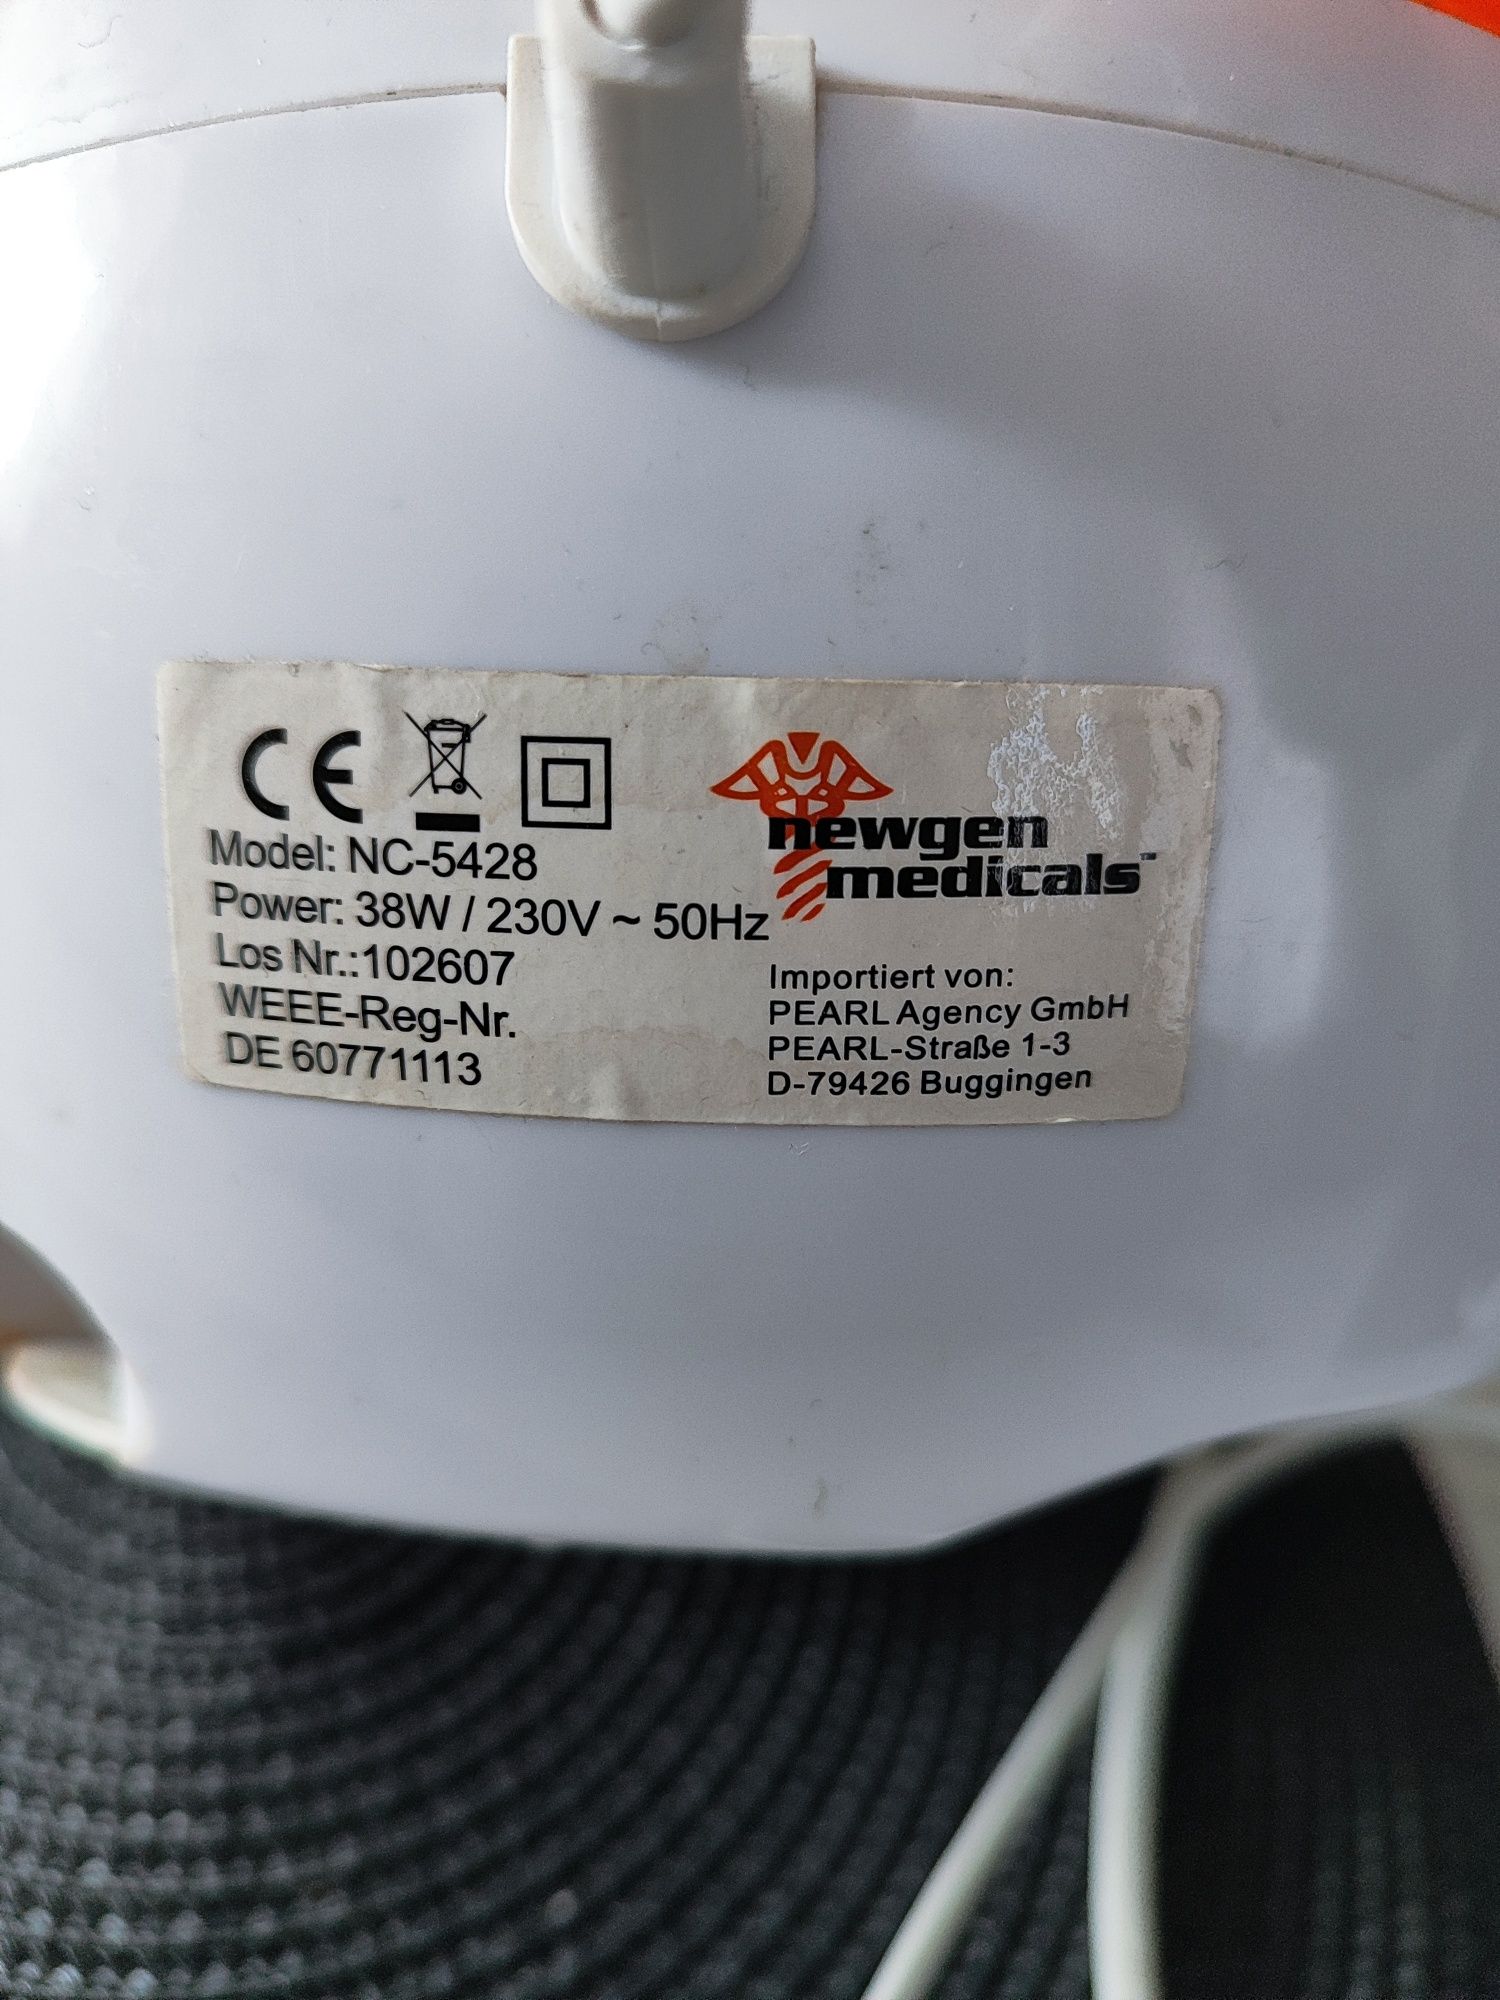 CE
Model: NC-5428
Power: 38W / 230V ~ 50Hz
Los Nr.:102607
WEEE-Reg-Nr.
DE 60771113
newgen
medicals™
Importiert von:
PEARL Agency GmbH
PEARL-Straße 1-3
D-79426 Buggingen